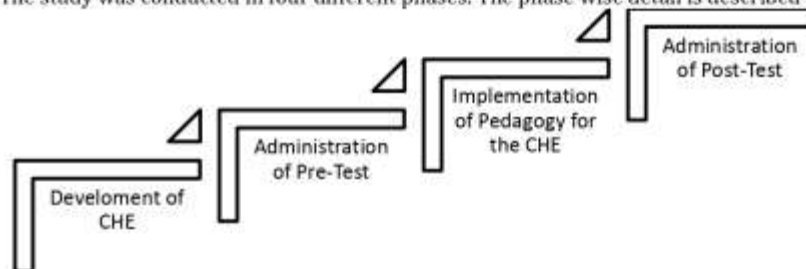 The study was conducted in four different phases. The phase wise detail is described
Administration
of Post-Test
Implementation
of Pedagogy for
the CHE
Administration
of Pre-Test
Develoment of
CHE